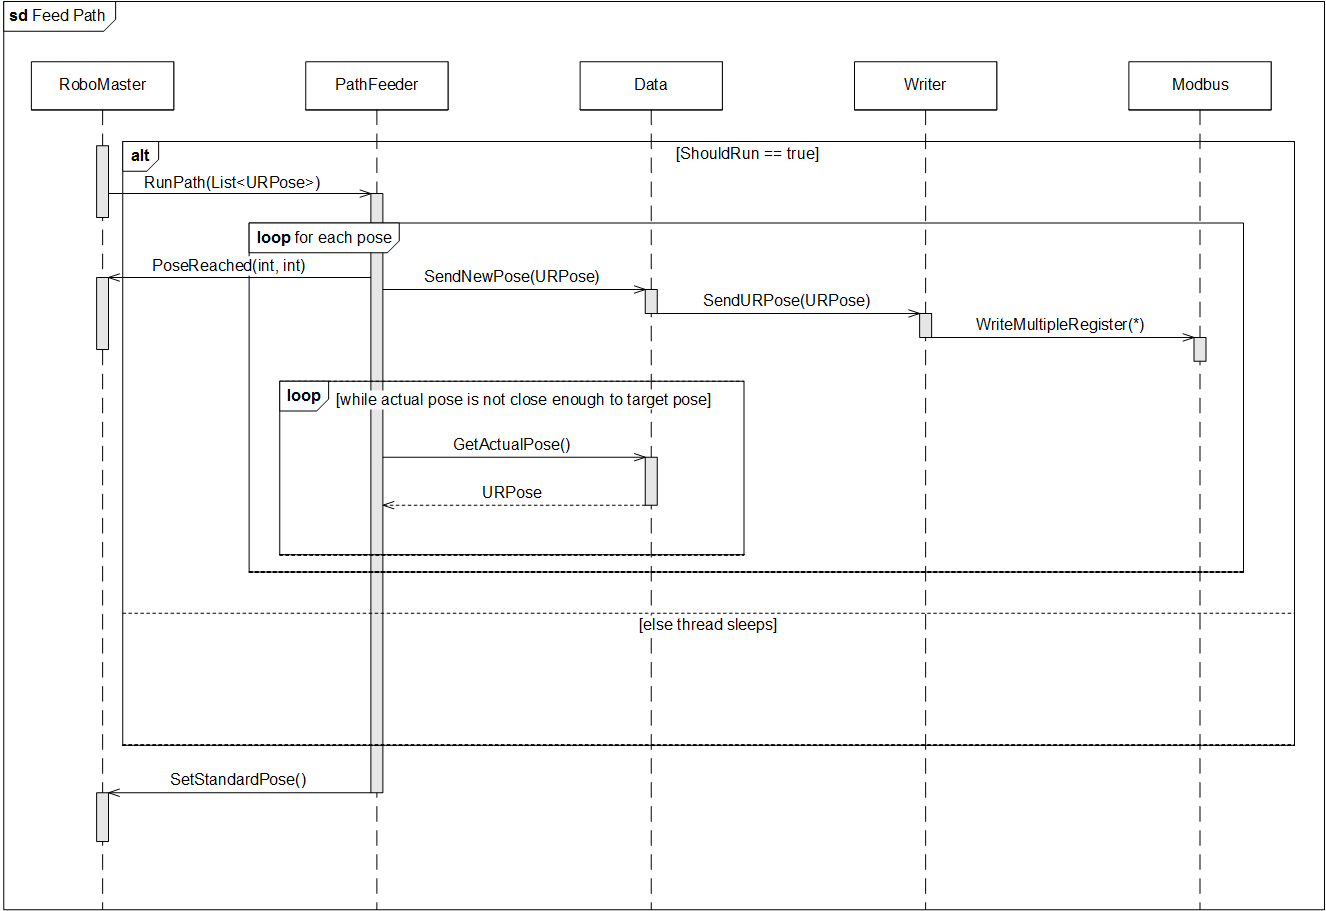 sd Feed Path
RoboMaster
PathFeeder
Data
Writer
Modbus
alt
[ShouldRun == true]
RunPath(List<URPose>)
loop for each pose
PoseReached(int, int)
SendNewPose(URPose)
SendURPose(URPose)
WriteMultipleRegister(*)
loop
[while actual pose is not close enough to target pose]
GetActualPose()
URPose
[else thread sleeps]
SetStandardPose()